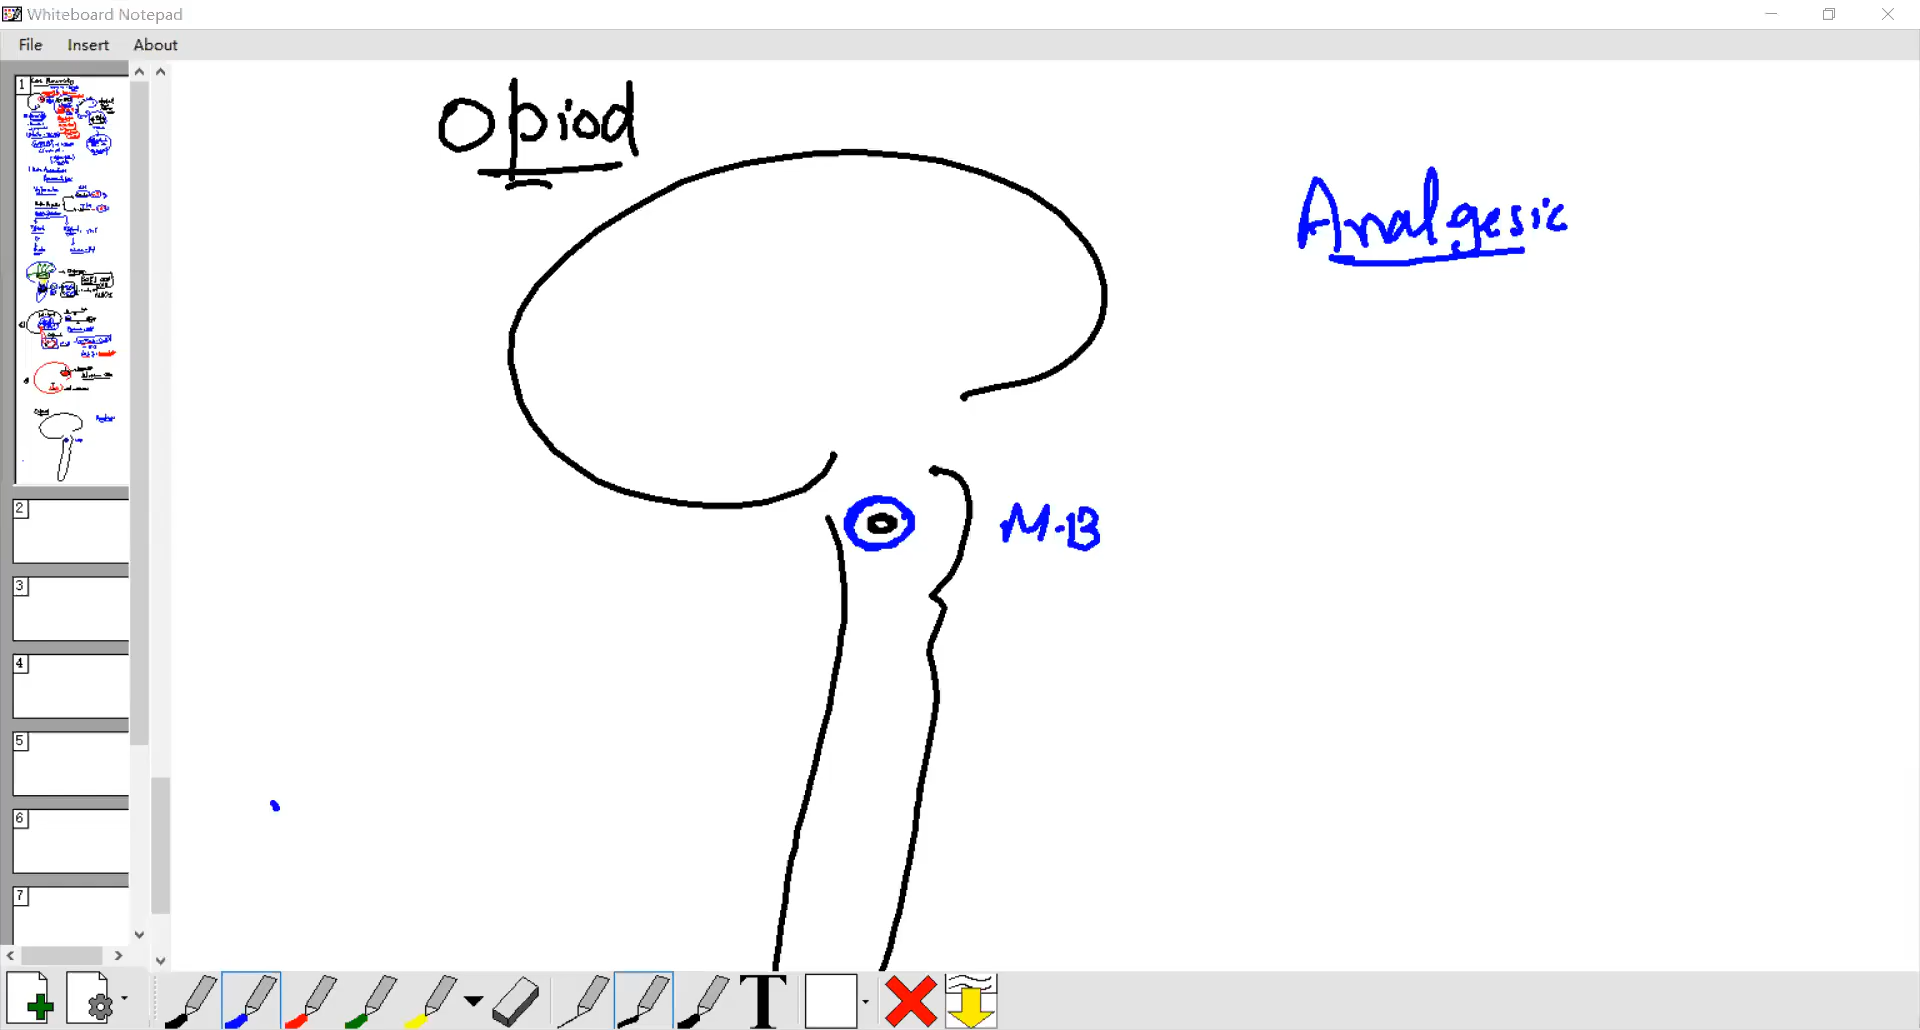 Whiteboard Notepad
File Insert About
Opiod
Analgesic
M.B
1
2
3
4
5
6
7
T